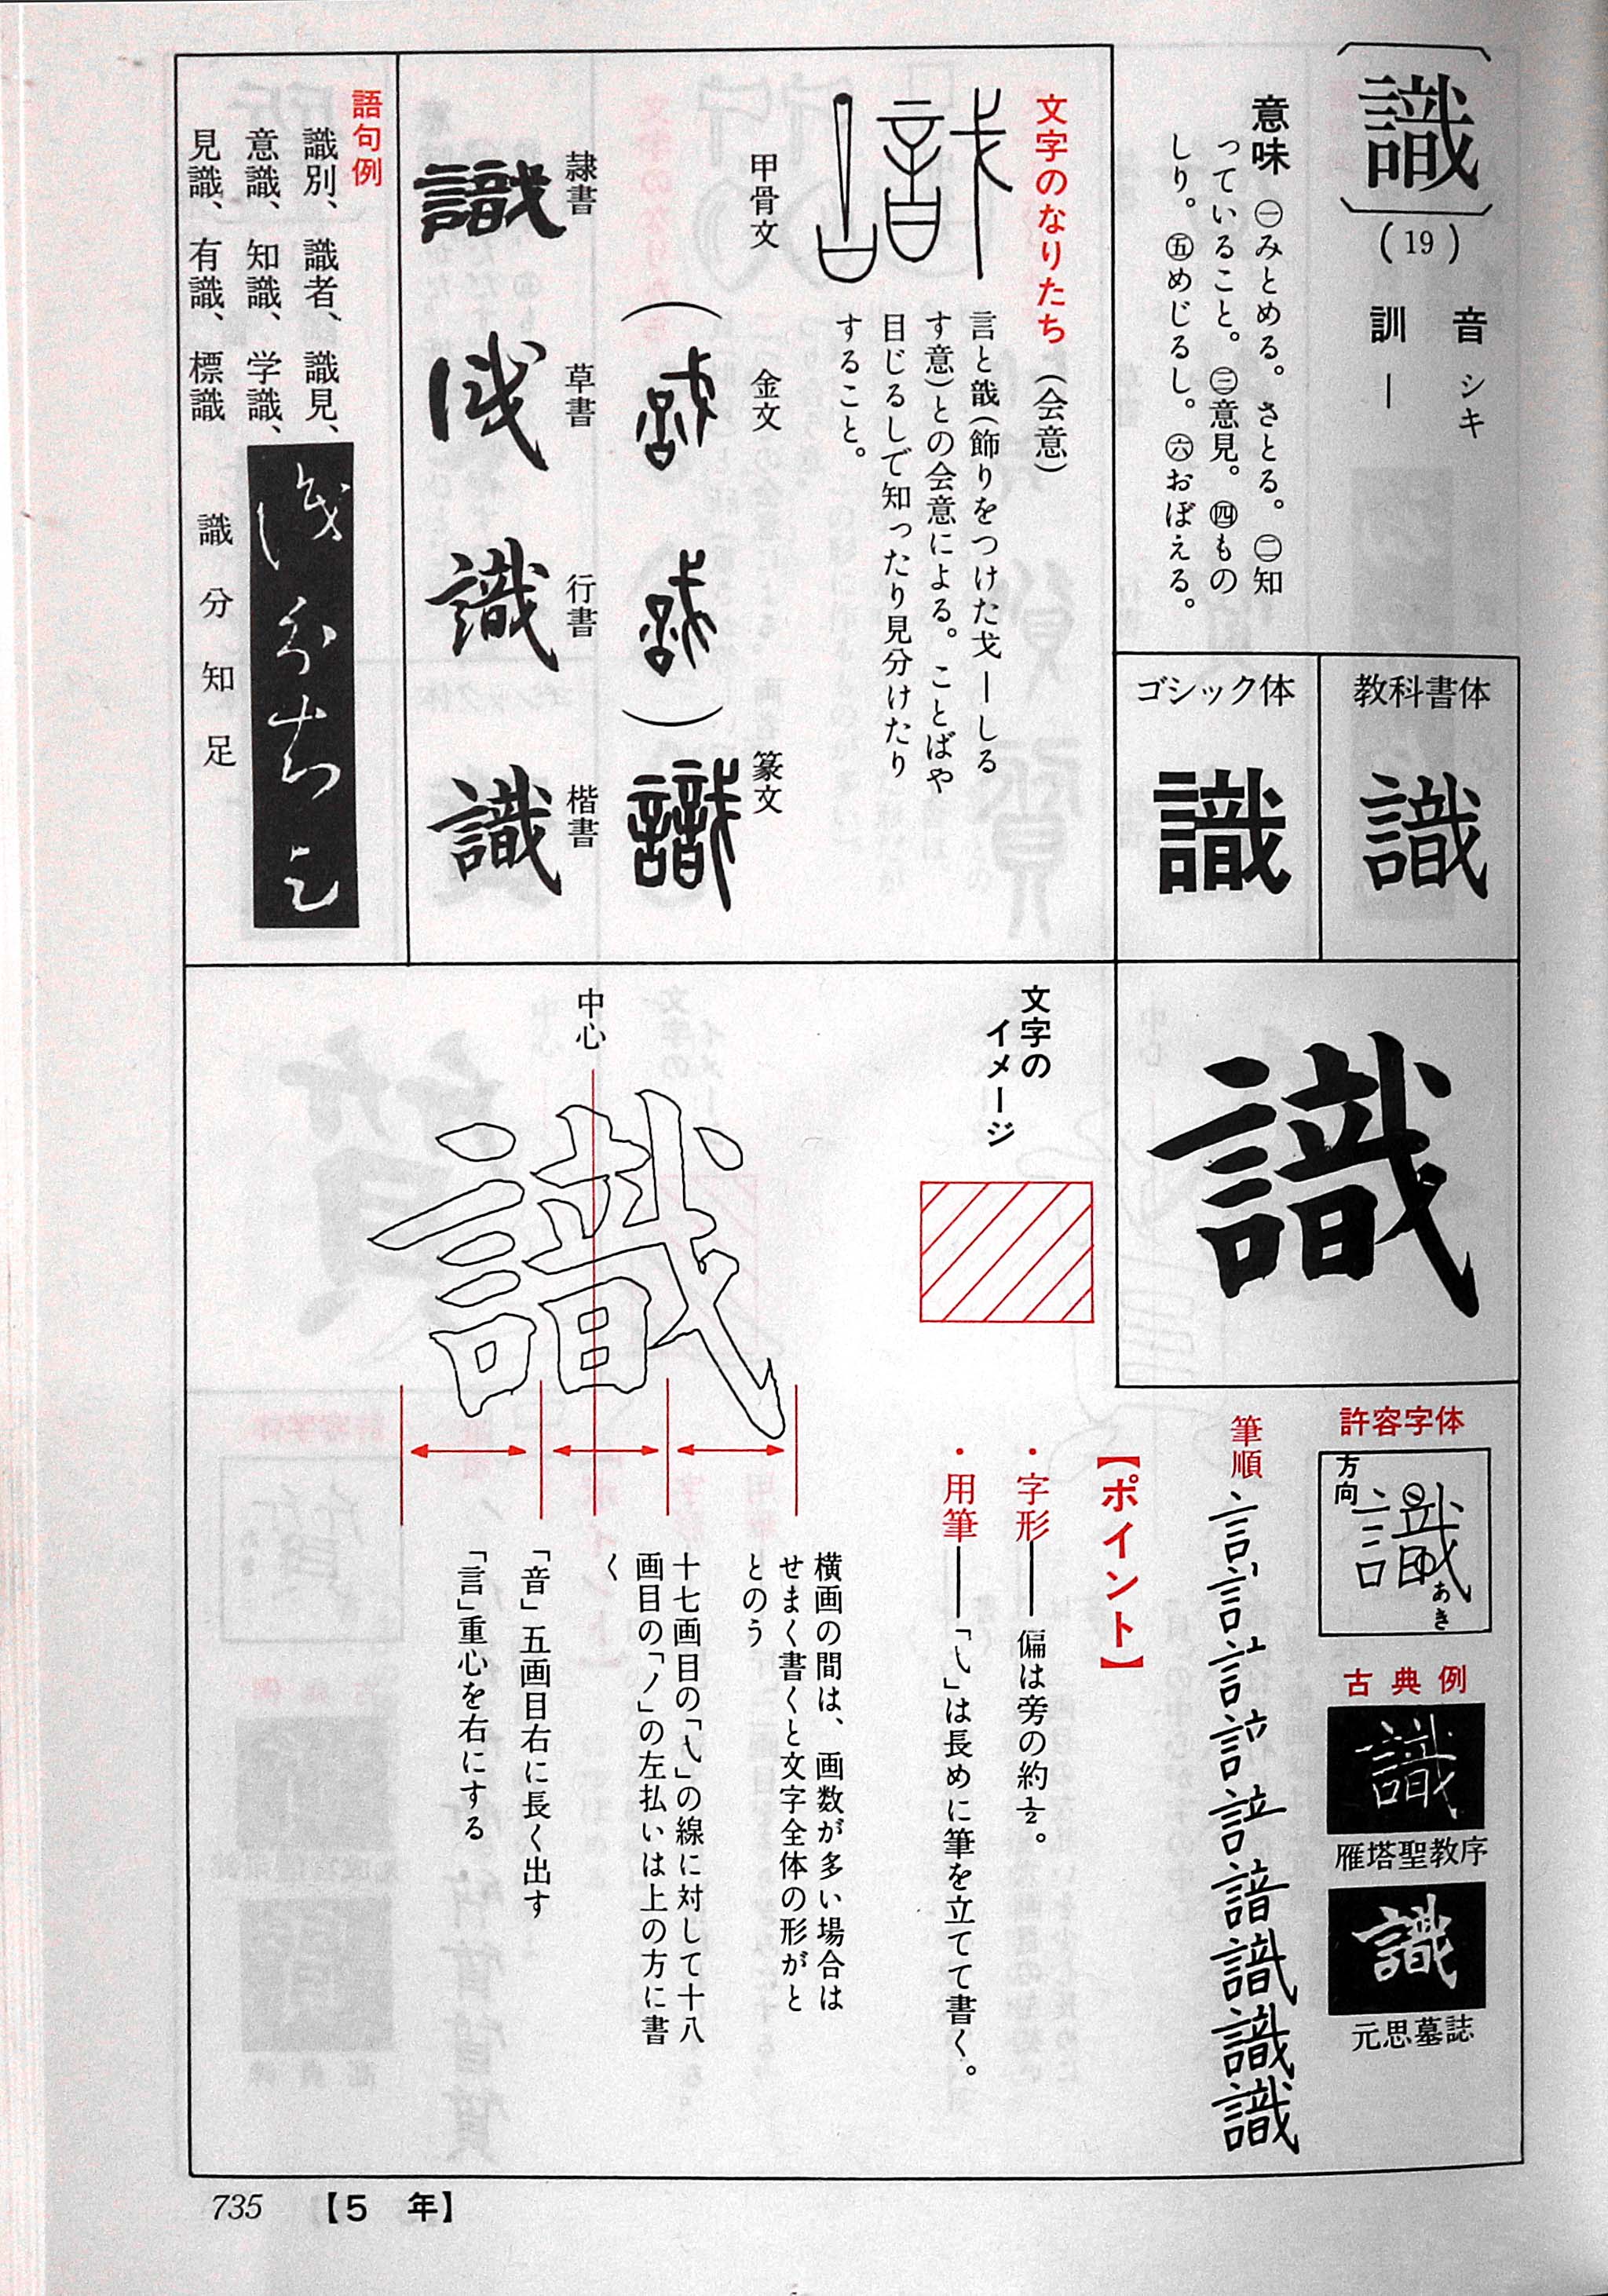 識
(19)
音 シキ
訓 ―
意味 ㊀みとめる。さとる。㊁知
っていること。㊂意見。㊃もの
しり。㊄めじるし。㊅おぼえる。
教科書体
識
ゴシック体
識
文字のなりたち(会意)
言と戠(飾りをつけた戈―しる
す意)との会意による。ことばや
目じるしで知ったり見分けたり
すること。
甲骨文
金文
篆文
識
隷書
識
草書
識
行書
識
楷書
識
語句例
識別、識者、識見、
意識、知識、学識、
見識、有識、標識
識分知足
識分知足
識
許容字体
方向
識
あき
古典例
識
雁塔聖教序
識
元思墓誌
筆順
識
文字の
イメージ
【ポイント】
・字形―偏は旁の約½。
・用筆―「㇂」は長めに筆を立てて書く。
中心
識
横画の間は、画数が多い場合は
せまく書くと文字全体の形がと
とのう
十七画目の「㇂」の線に対して十八
画目の「ノ」の左払いは上の方に書
く
「音」五画目右に長く出す
「言」重心を右にする
735 【5 年】